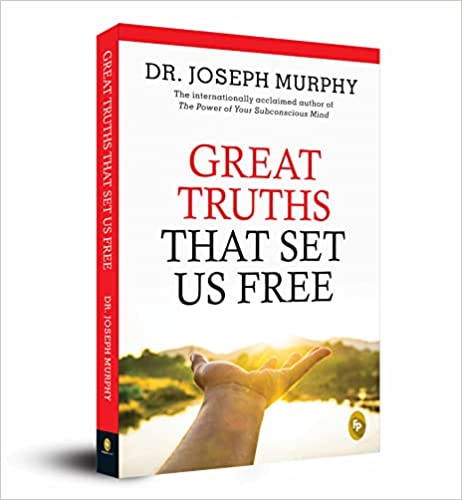 DR. JOSEPH MURPHY
The internationally acclaimed author of
The Power of Your Subconscious Mind
GREAT
TRUTHS
THAT SET
US FREE
FP
GREAT TRUTHS THAT SET US FREE
DR. JOSEPH MURPHY